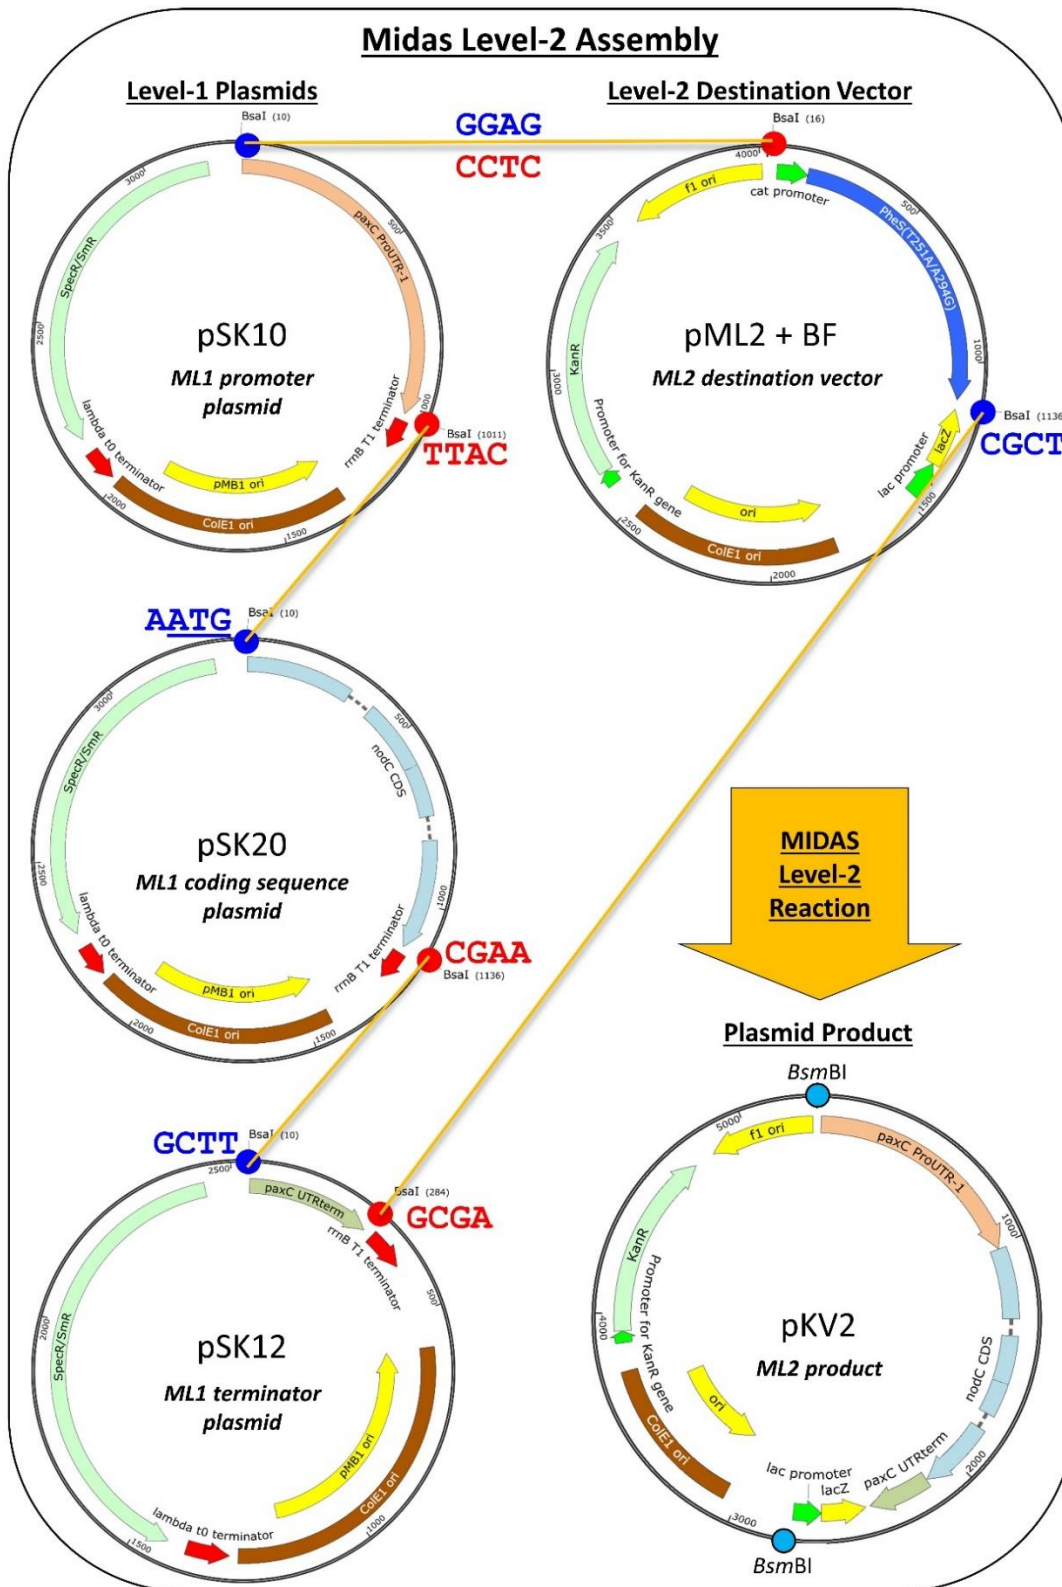 Midas Level-2 Assembly
Level-1 Plasmids
Level-2 Destination Vector
BsaI (10)
GGAG
CCTC
BsaI (16)
3000
SpecR/SmR
paxC ProUTR-1
500
2500
pSK10
ML1 promoter
plasmid
lambda t0 terminator
rrnB T1 terminator
1000
BsaI (1011)
TTAC
pMB1 ori
ColE1 ori
2000
1500
4000
f1 ori
cat promoter
500
PheS(T251A/A294G)
3500
KanR
pML2 + BF
ML2 destination vector
1000
3000
BsaI (1136)
CGCT
lacZ
lac promoter
Promoter for KanR gene
ori
1500
2500
ColE1 ori
2000
AATG
BsaI (10)
3000
SpecR/SmR
500
nodC CDS
2500
pSK20
ML1 coding sequence
plasmid
1000
lambda t0 terminator
rrnB T1 terminator
CGAA
BsaI (1136)
pMB1 ori
ColE1 ori
2000
1500
MIDAS
Level-2
Reaction
GCTT
BsaI (10)
2500
paxC UTRterm
BsaI (284)
GCGA
rrnB T1 terminator
500
SpecR/SmR
2000
pSK12
ML1 terminator
plasmid
pMB1 ori
ColE1 ori
1000
lambda t0 terminator
1500
Plasmid Product
BsmBI
5000
f1 ori
paxC ProUTR-1
1000
KanR
4000
Promoter for KanR gene
pKV2
ML2 product
nodC CDS
2000
ori
ColE1 ori
lac promoter
lacZ
paxC UTRterm
3000
BsmBI